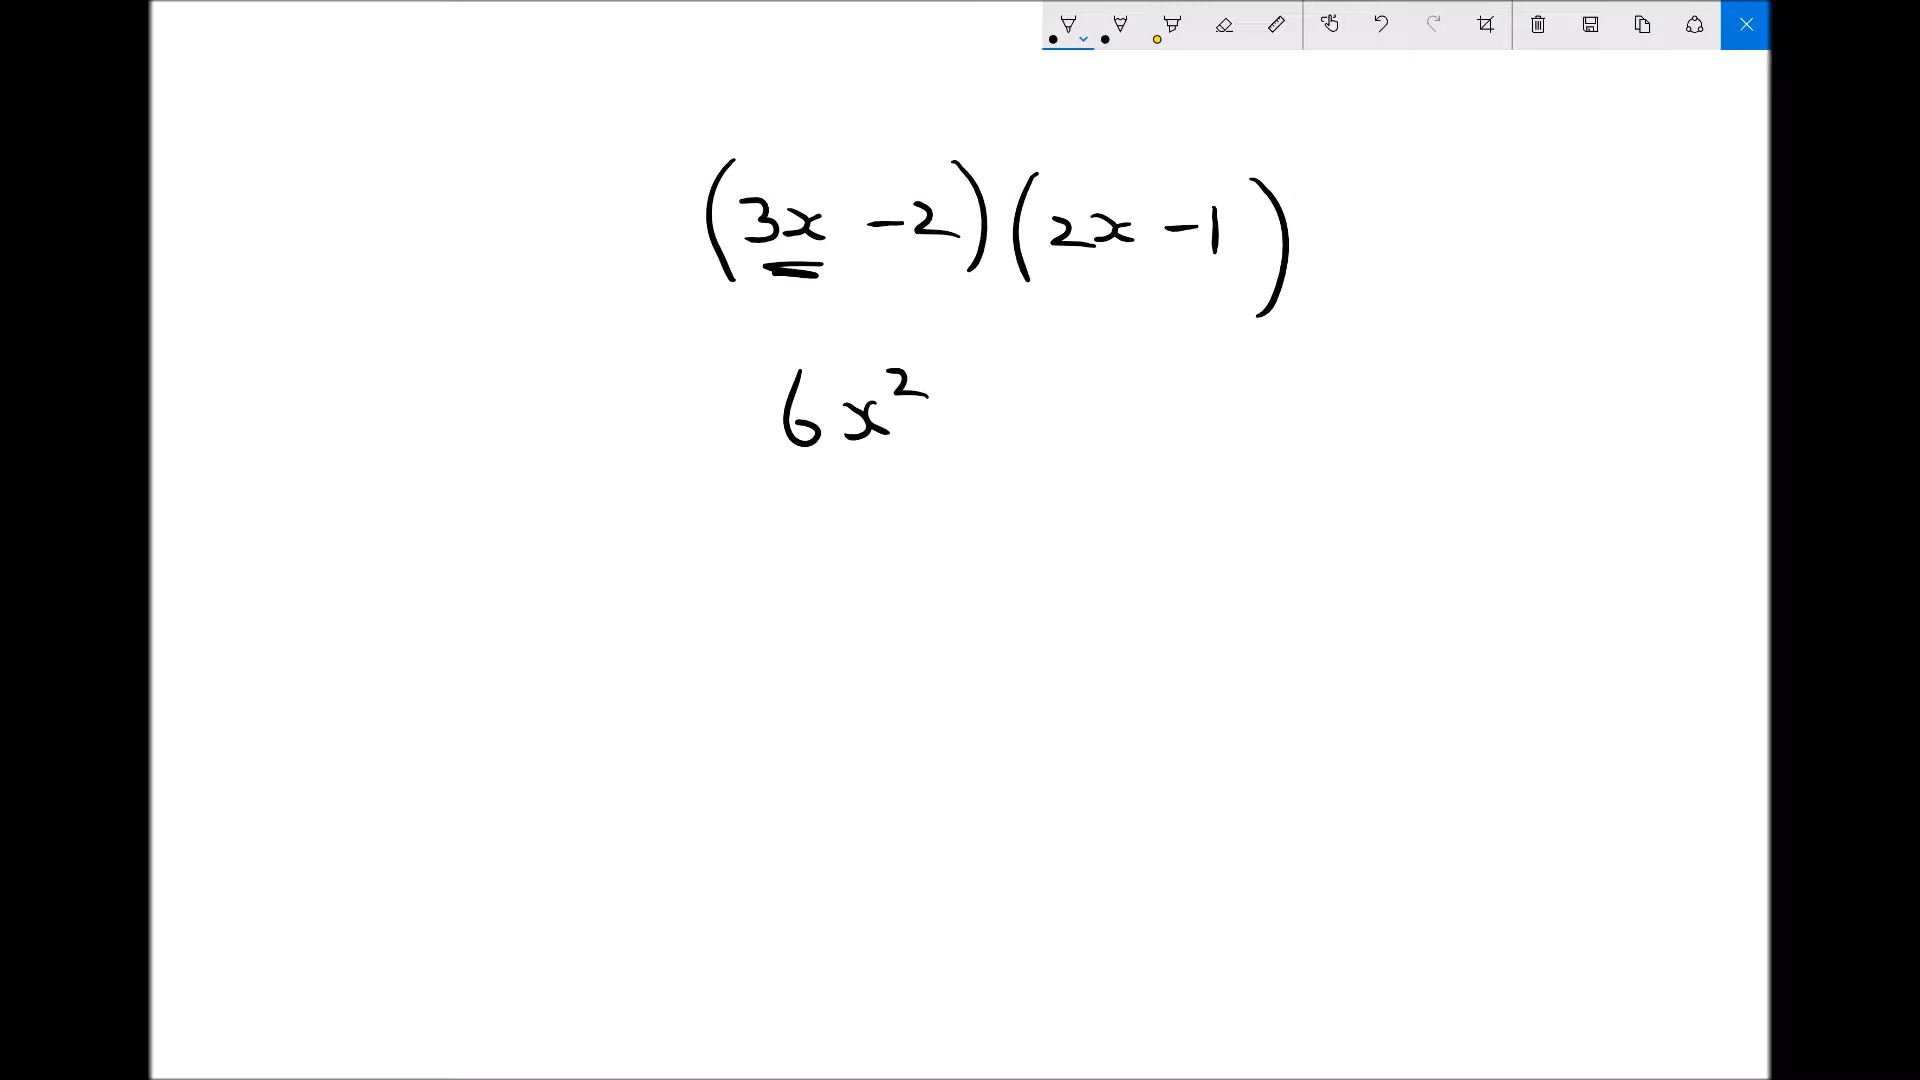 (3x - 2)(2x - 1)
6x²